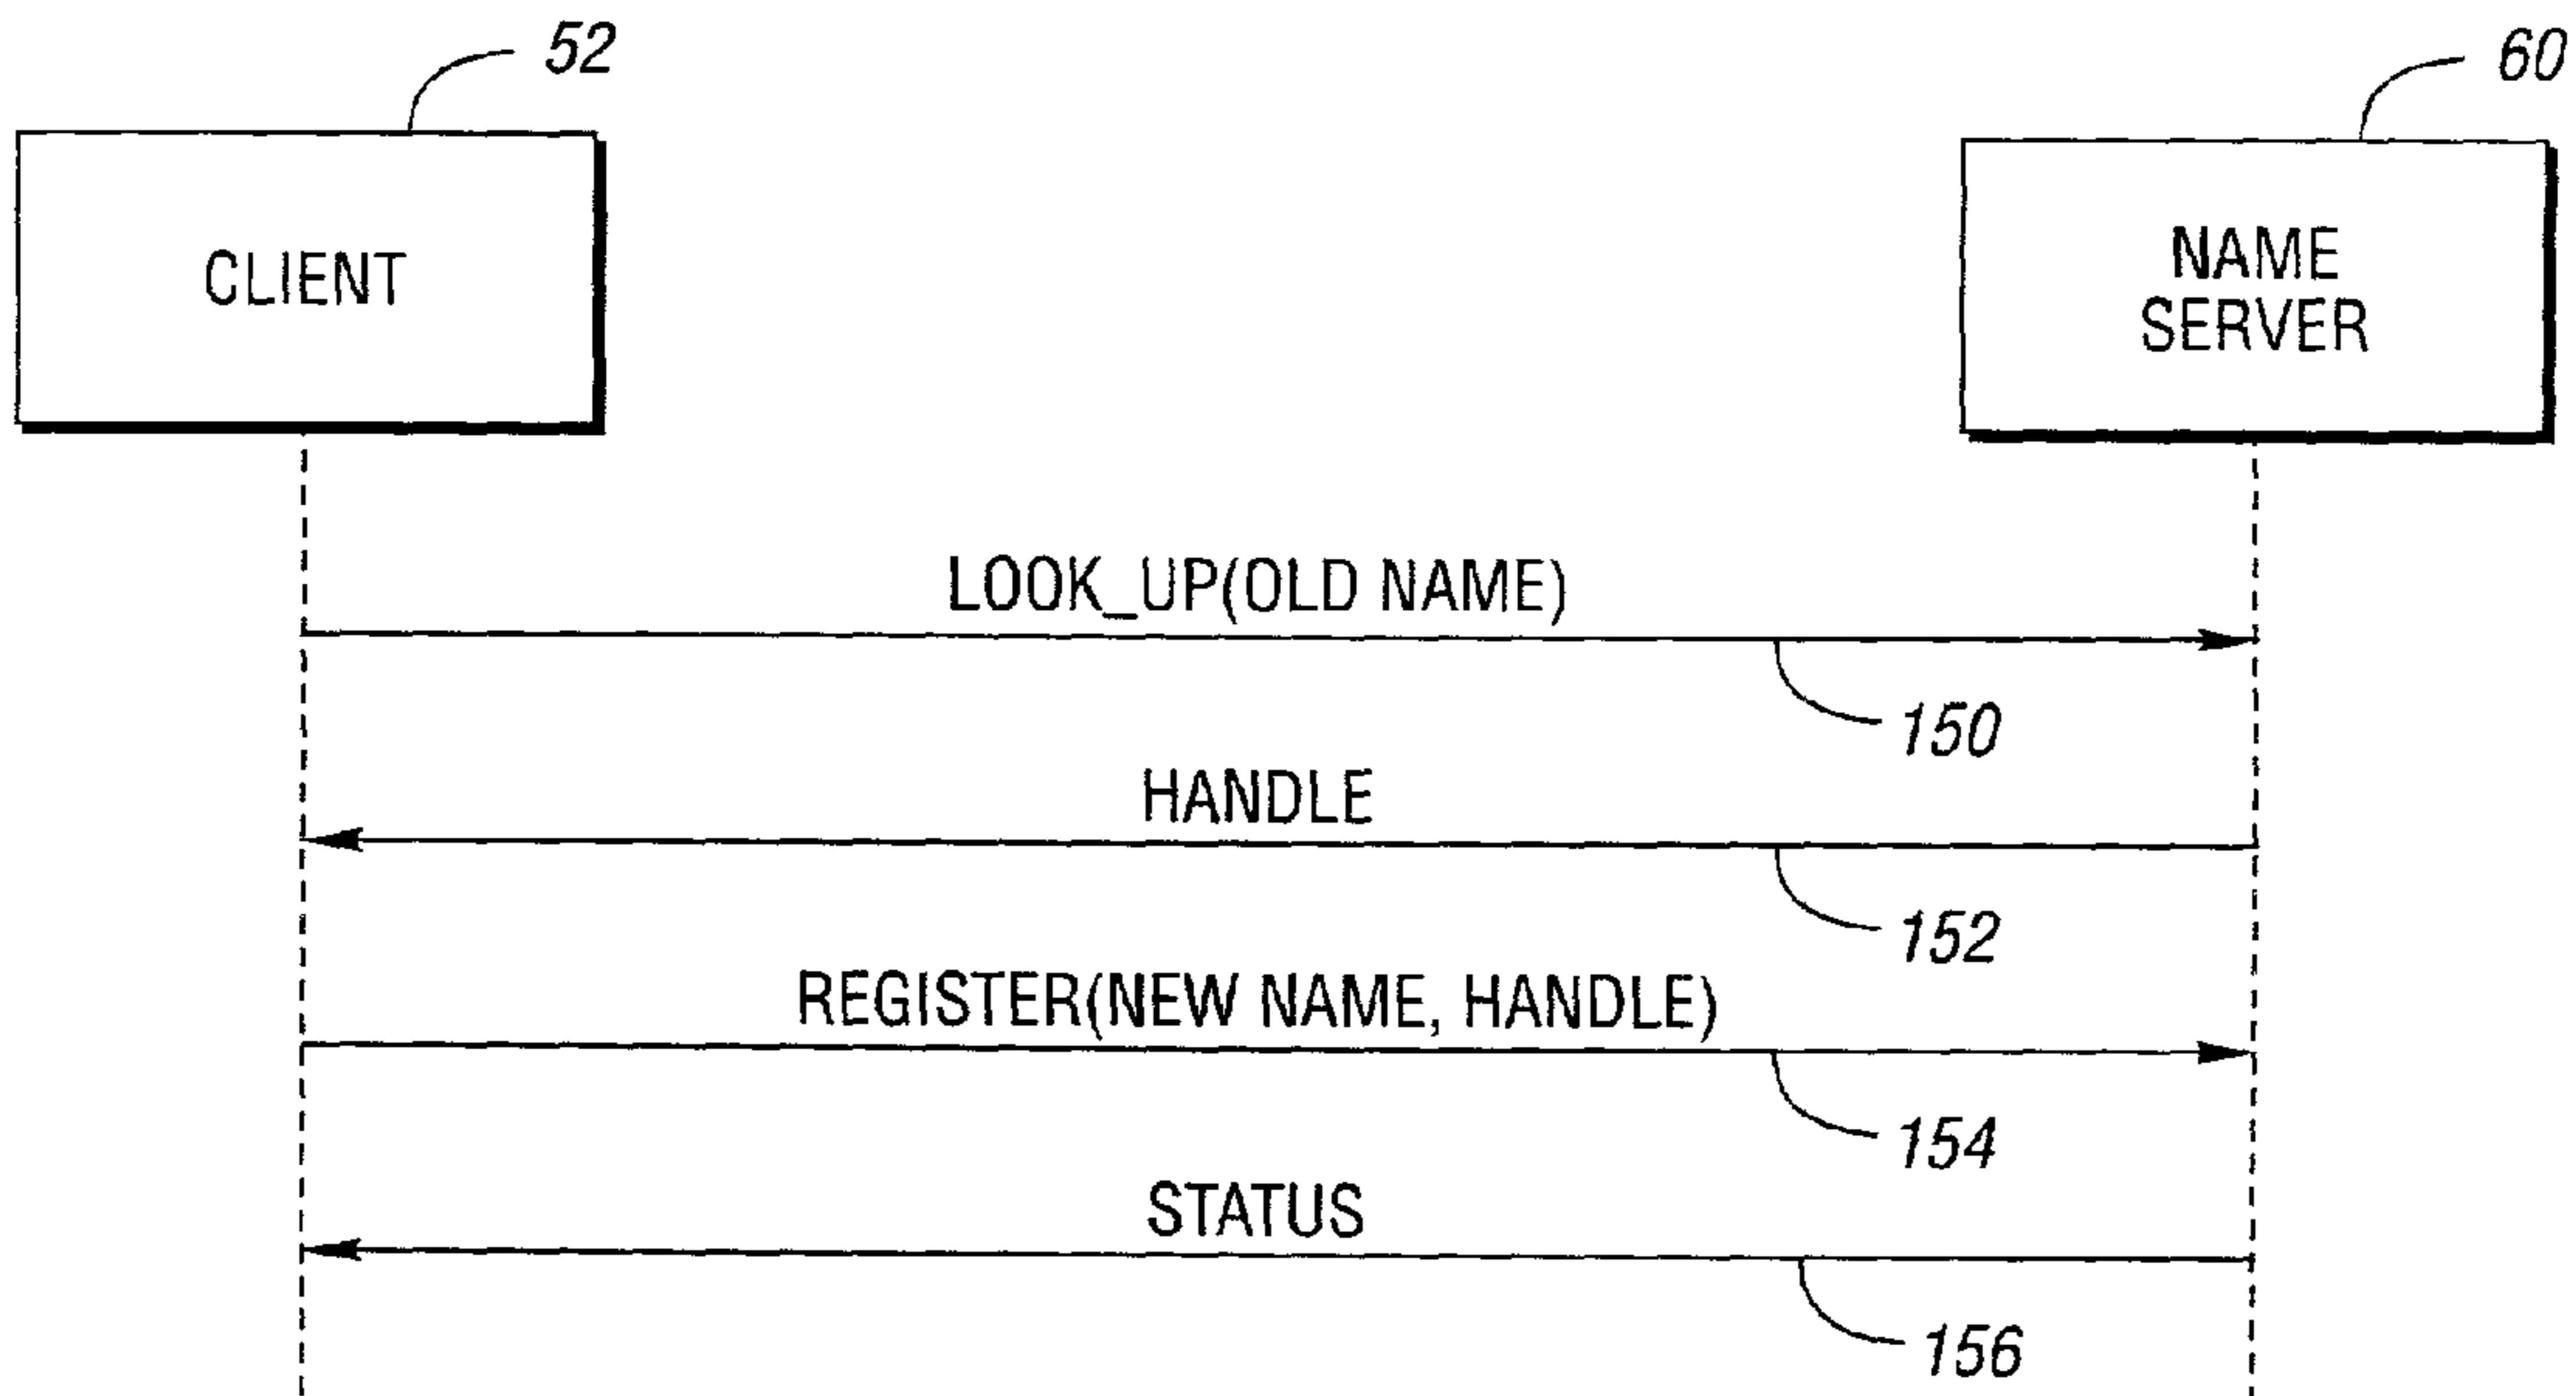 52
60
CLIENT
NAME
SERVER
LOOK_UP(OLD NAME)
150
HANDLE
152
REGISTER(NEW NAME, HANDLE)
154
STATUS
156